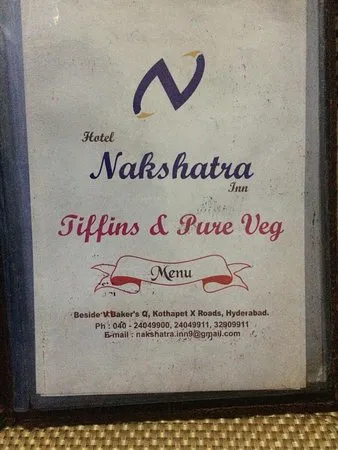 N
Hotel
Nakshatra
Inn
Tiffins & Pure Veg
Menu
Beside V Baker's Q, Kothapet X Roads, Hyderabad.
Ph : 040 - 24049900, 24049911, 32909911
E-mail : nakshatra.inn9@gmail.com